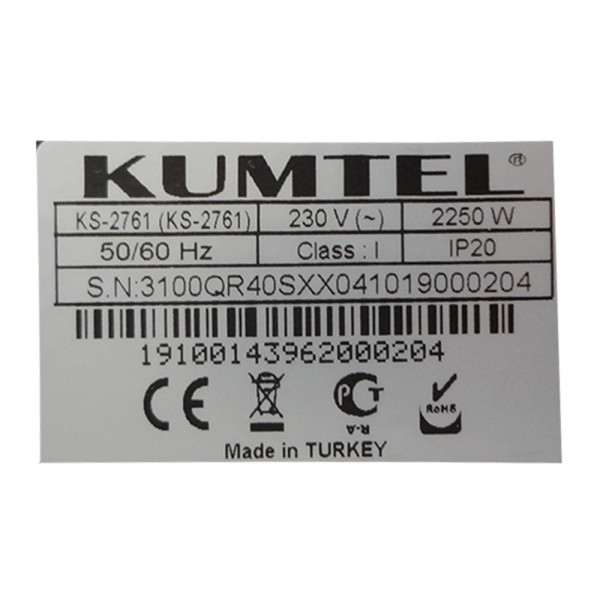 KUMTEL ®
KS-2761 (KS-2761) 230 V (~) 2250 W
50/60 Hz Class : I IP20
S.N:3100QR40SXX041019000204
19100143962000204
CE PCT RoHS
Я-A
Made in TURKEY